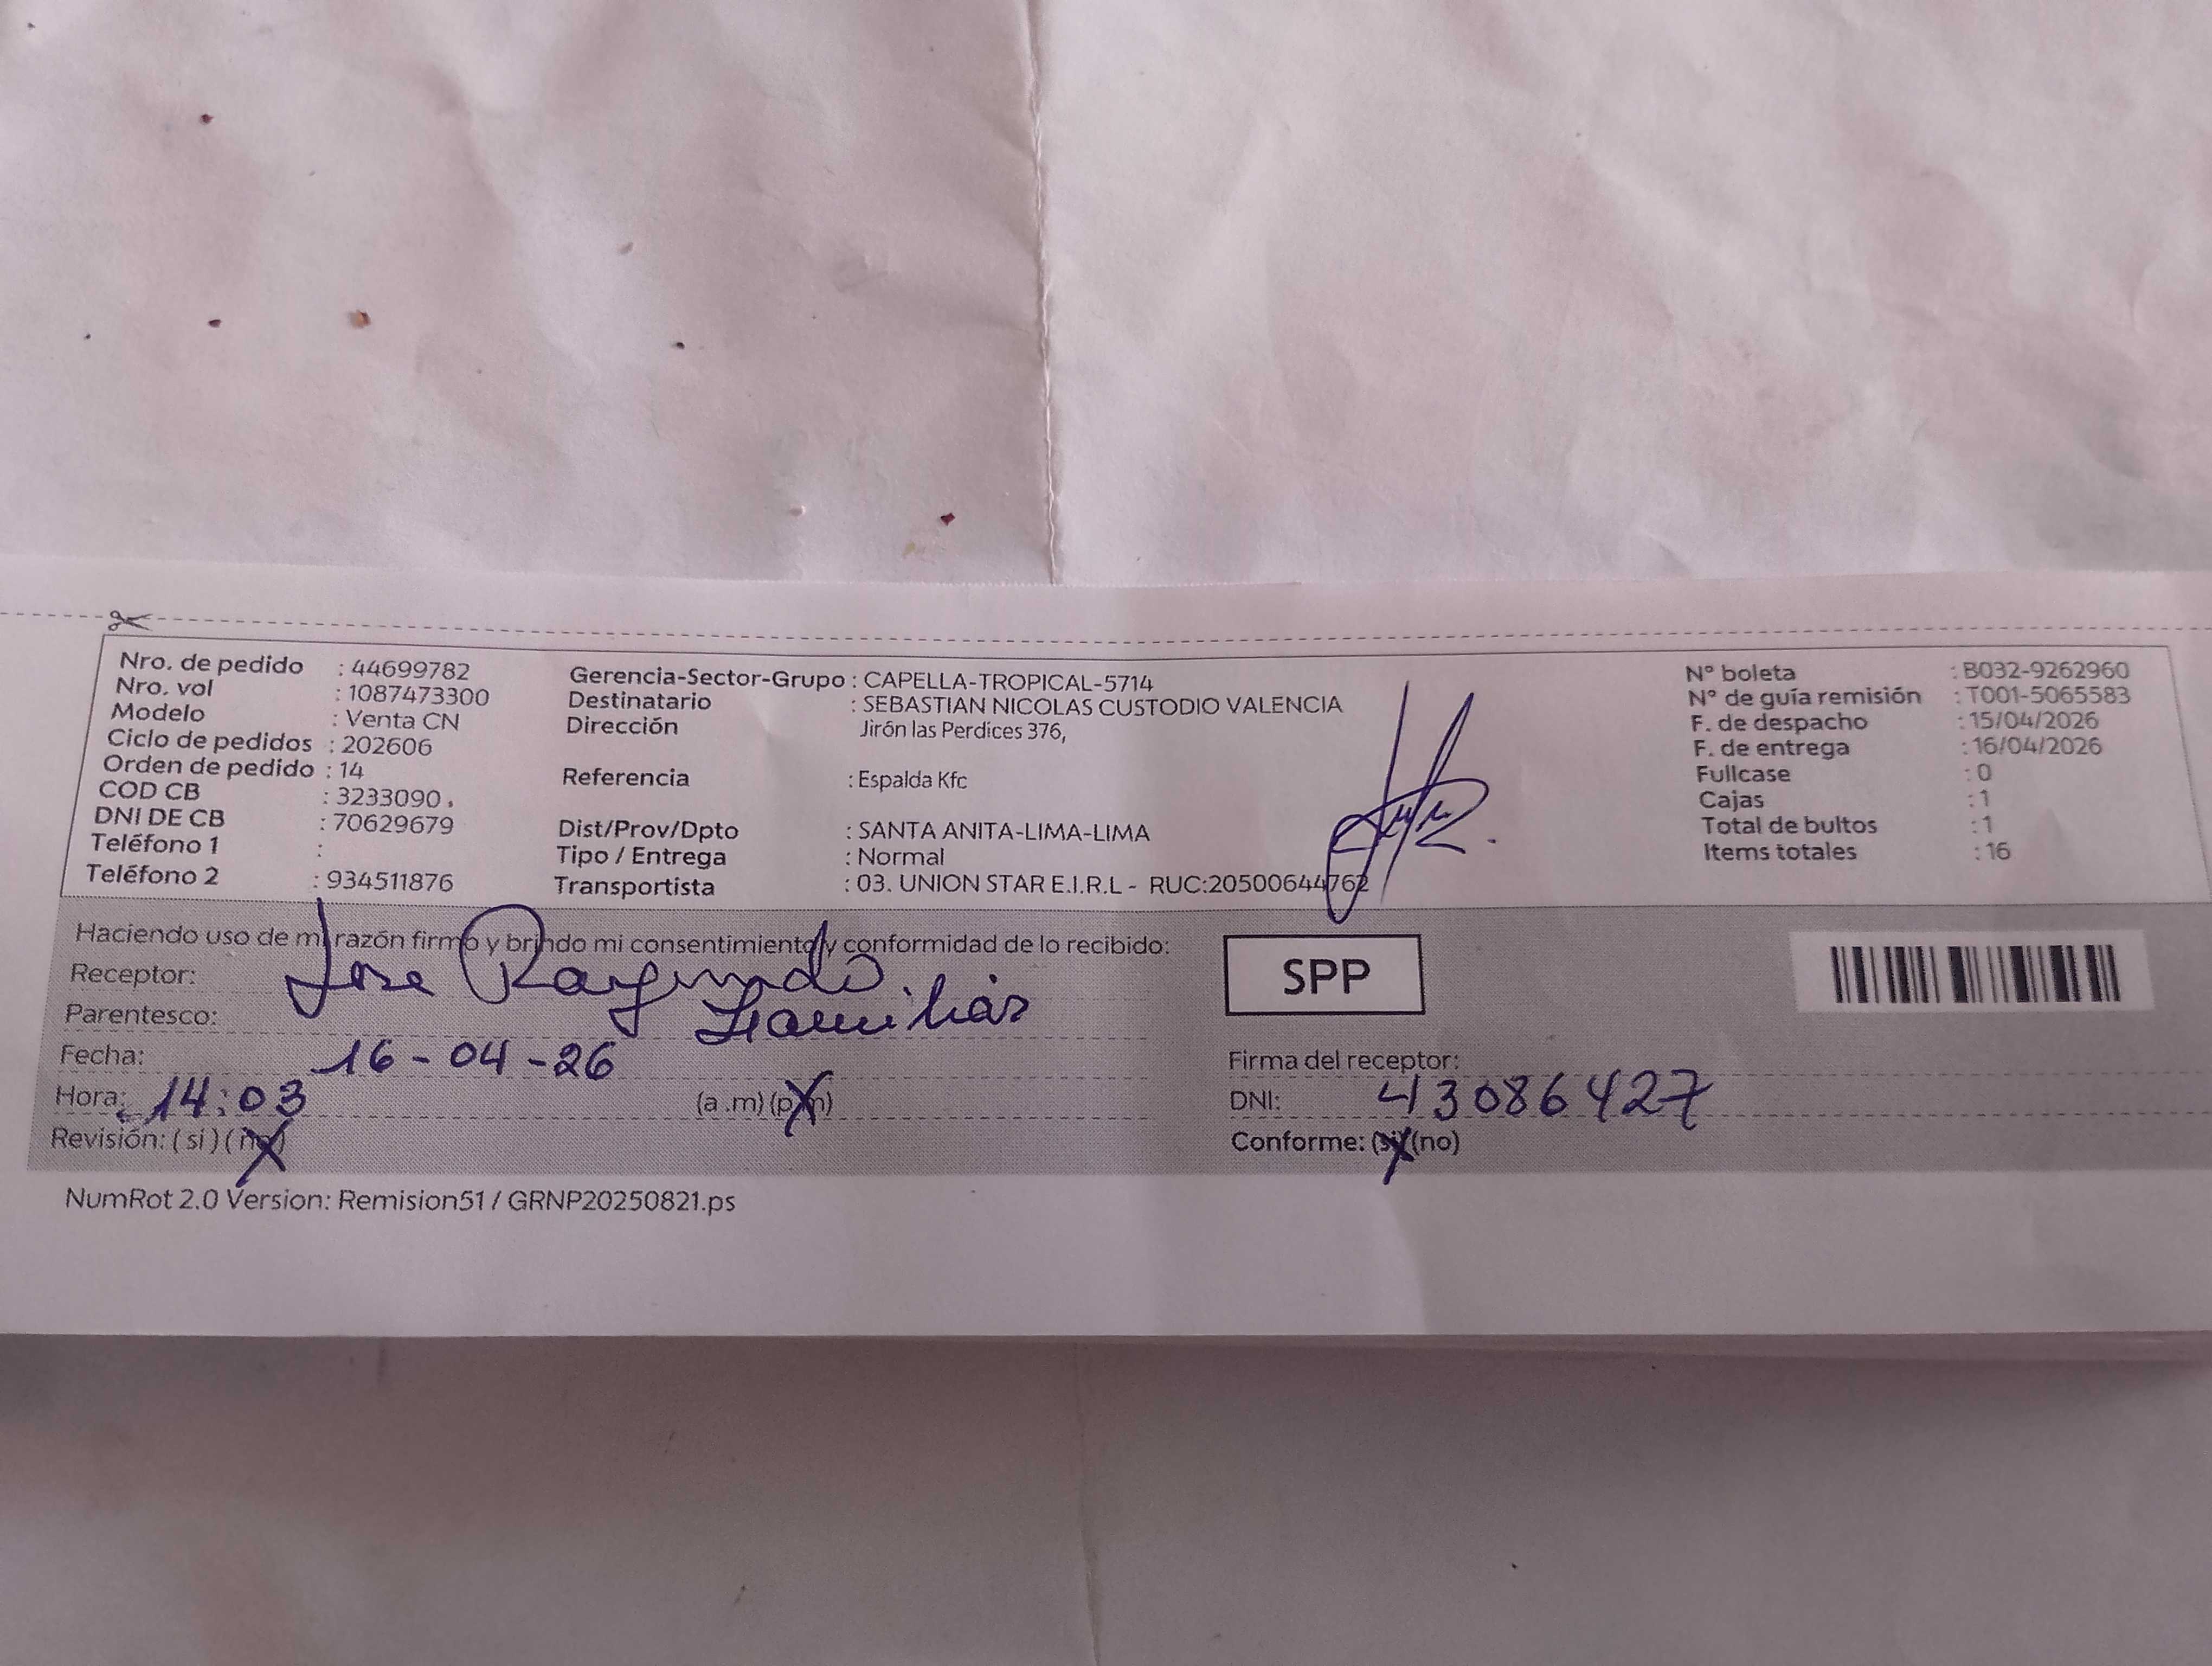 Nro. de pedido : 44699782
Nro. vol : 1087473300
Modelo : Venta CN
Ciclo de pedidos : 202606
Orden de pedido : 14
COD CB : 3233090
DNI DE CB : 70629679
Teléfono 1 :
Teléfono 2 : 934511876
Gerencia-Sector-Grupo : CAPELLA-TROPICAL-5714
Destinatario : SEBASTIAN NICOLAS CUSTODIO VALENCIA
Dirección Jirón las Perdices 376,
Referencia : Espalda Kfc
Dist/Prov/Dpto : SANTA ANITA-LIMA-LIMA
Tipo / Entrega : Normal
Transportista : 03. UNION STAR E.I.R.L - RUC:20500644762
N° boleta : B032-9262960
N° de guía remisión : T001-5065583
F. de despacho : 15/04/2026
F. de entrega : 16/04/2026
Fullcase : 0
Cajas : 1
Total de bultos : 1
Items totales : 16
Haciendo uso de mi razón firmo y brindo mi consentimiento y conformidad de lo recibido:
Receptor: Jose Raymundo
Parentesco: Familiar
Fecha: 16-04-26
Hora: 14:03 (a.m) (p.m)
Revisión: (si) (no)
SPP
Firma del receptor:
DNI: 43086427
Conforme: (si) (no)
NumRot 2.0 Version: Remision51 / GRNP20250821.ps